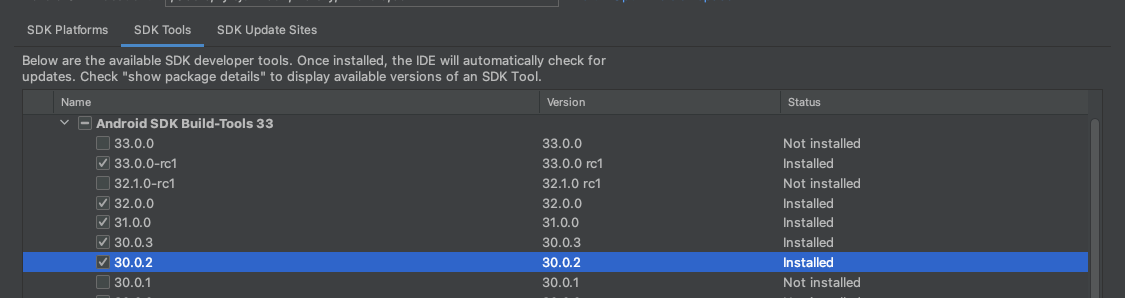 SDK Platforms SDK Tools SDK Update Sites
Below are the available SDK developer tools. Once installed, the IDE will automatically check for
updates. Check "show package details" to display available versions of an SDK Tool.
Name Version Status
Android SDK Build-Tools 33
33.0.0 33.0.0 Not installed
33.0.0-rc1 33.0.0 rc1 Installed
32.1.0-rc1 32.1.0 rc1 Not installed
32.0.0 32.0.0 Installed
31.0.0 31.0.0 Installed
30.0.3 30.0.3 Installed
30.0.2 30.0.2 Installed
30.0.1 30.0.1 Not installed